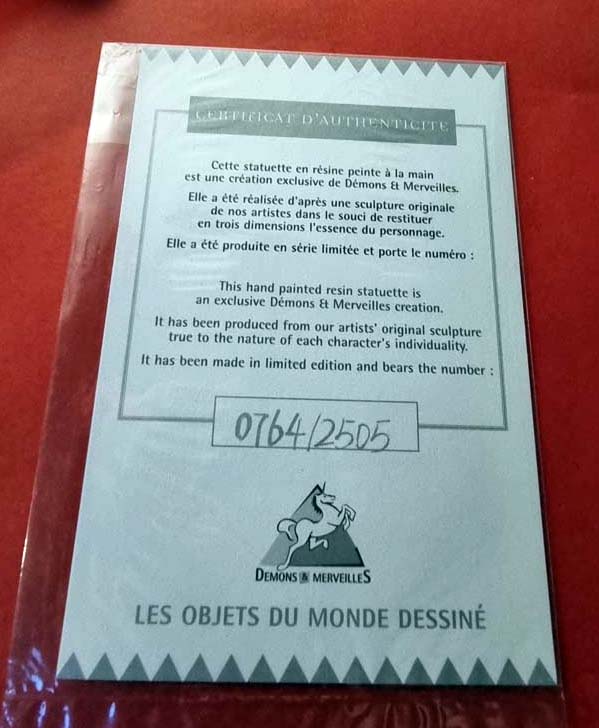 CERTIFICAT D'AUTHENTICITE
Cette statuette en résine peinte à la main
est une création exclusive de Démons & Merveilles.
Elle a été réalisée d'après une sculpture originale
de nos artistes dans le souci de restituer
en trois dimensions l'essence du personnage.
Elle a été produite en série limitée et porte le numéro :
This hand painted resin statuette is
an exclusive Démons & Merveilles creation.
It has been produced from our artists' original sculpture
true to the nature of each character's individuality.
It has been made in limited edition and bears the number :
0764/2505
DEMONS & MERVEILLES
LES OBJETS DU MONDE DESSINÉ